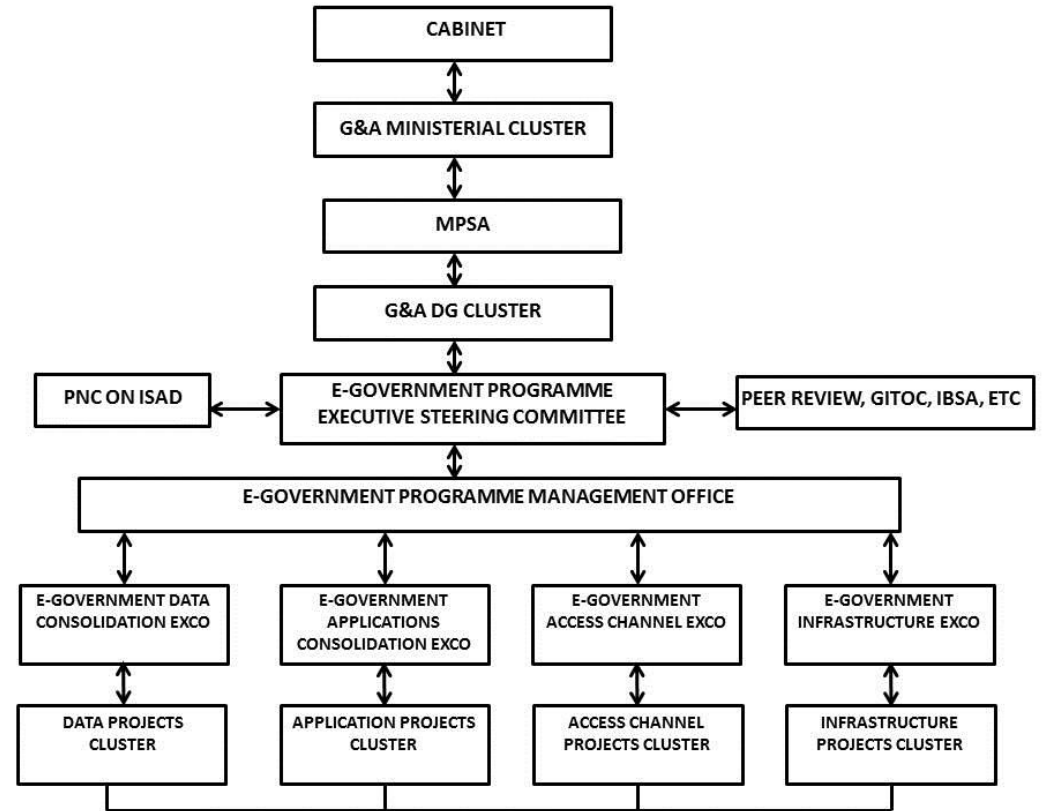 CABINET
G&A MINISTERIAL CLUSTER
MPSA
G&A DG CLUSTER
PNC ON ISAD
E-GOVERNMENT PROGRAMME
EXECUTIVE STEERING COMMITTEE
PEER REVIEW, GITOC, IBSA, ETC
E-GOVERNMENT PROGRAMME MANAGEMENT OFFICE
E-GOVERNMENT DATA
CONSOLIDATION EXCO
E-GOVERNMENT
APPLICATIONS
CONSOLIDATION EXCO
E-GOVERNMENT
ACCESS CHANNEL EXCO
E-GOVERNMENT
INFRASTRUCTURE EXCO
DATA PROJECTS
CLUSTER
APPLICATION PROJECTS
CLUSTER
ACCESS CHANNEL
PROJECTS CLUSTER
INFRASTRUCTURE
PROJECTS CLUSTER